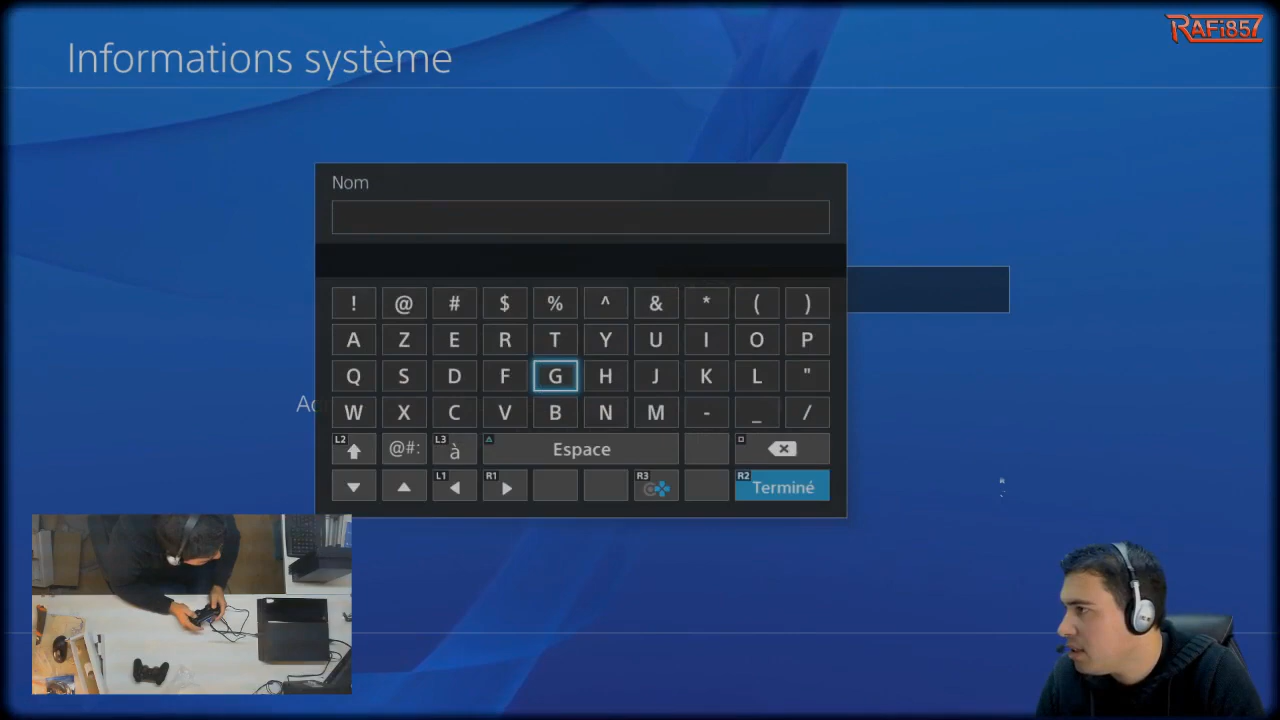 RAFi857
Informations système
Nom
! @ # $ % ^ & * ( )
A Z E R T Y U I O P
Q S D F G H J K L "
W X C V B N M - _ /
L2 @#: L3 à Espace
L1 R1 R3 R2 Terminé